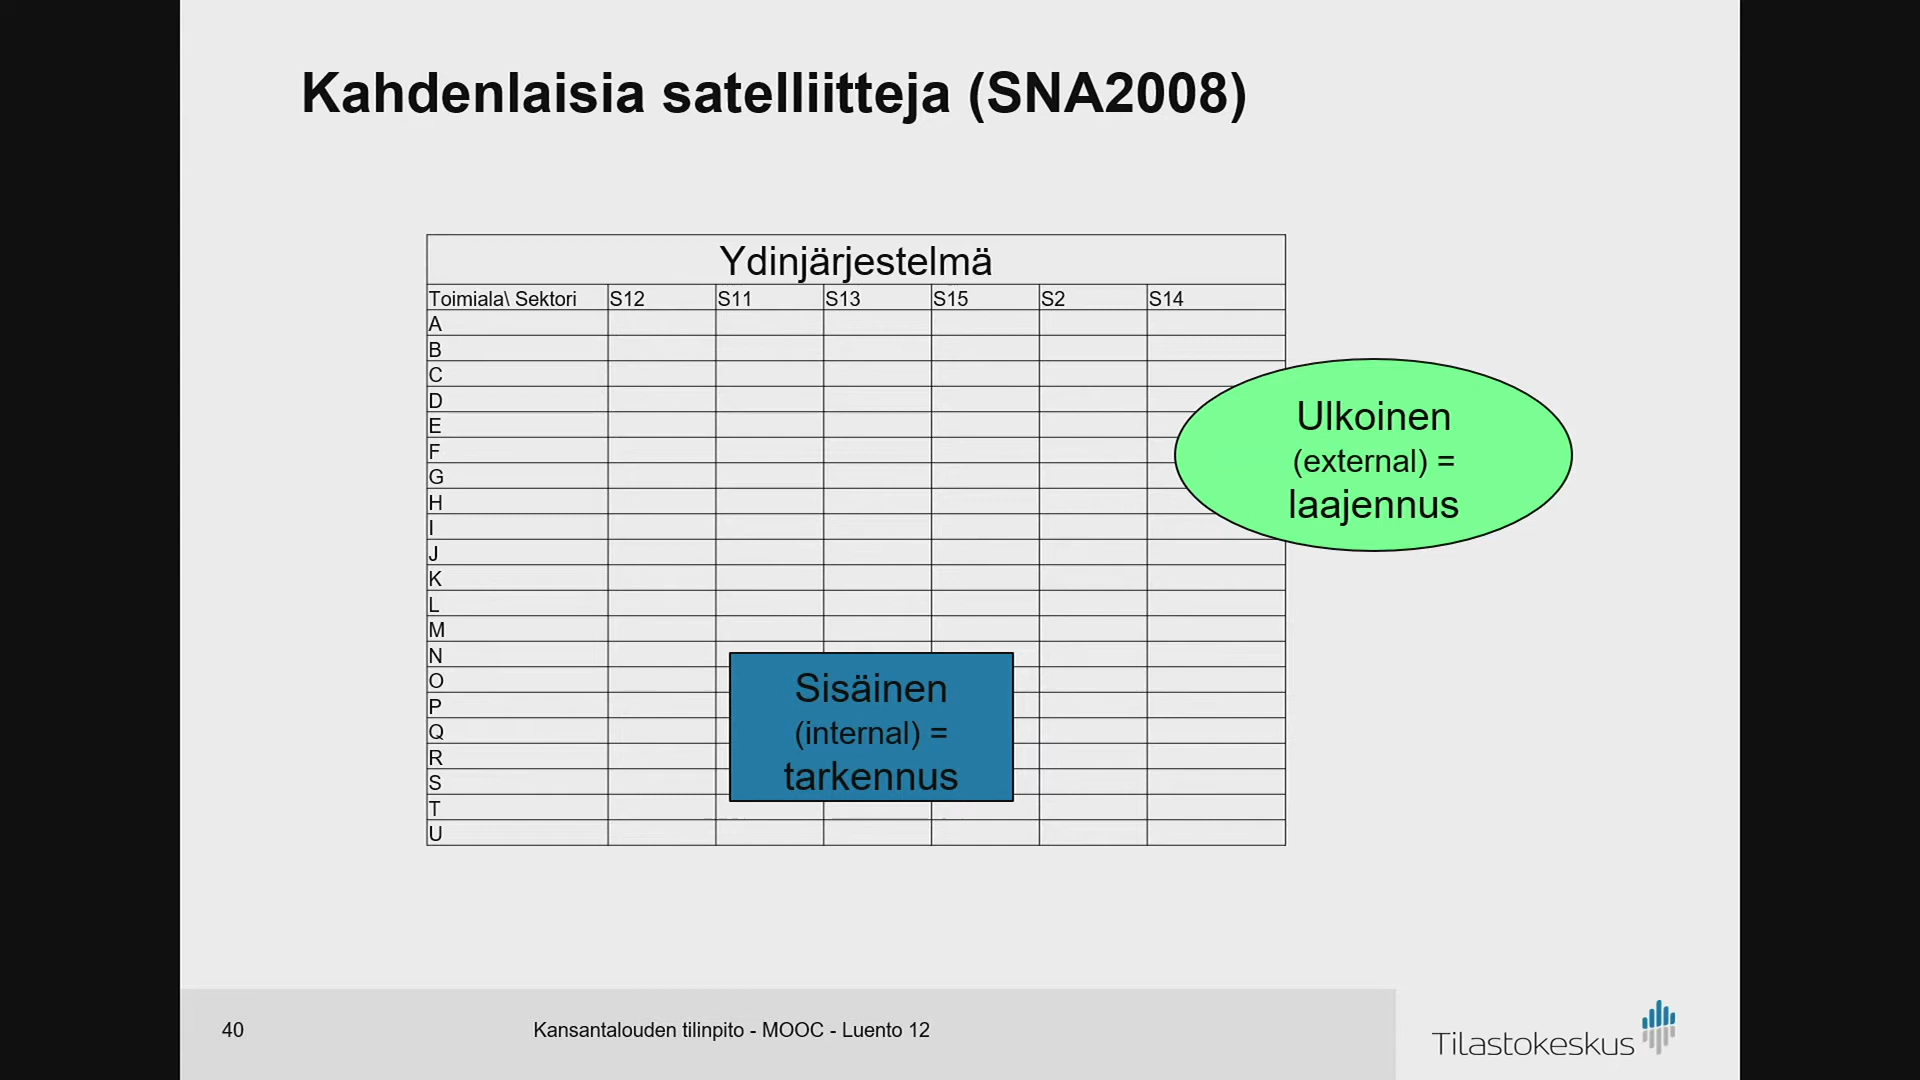 Kahdenlaisia satelliitteja (SNA2008)
Ydinjärjestelmä
Toimiala\ Sektori S12 S11 S13 S15 S2 S14
A
B
C
D
E
F
G
H
I
J
K
L
M
N
O
P
Q
R
S
T
U
Ulkoinen
(external) =
laajennus
Sisäinen
(internal) =
tarkennus
40
Kansantalouden tilinpito - MOOC - Luento 12
Tilastokeskus